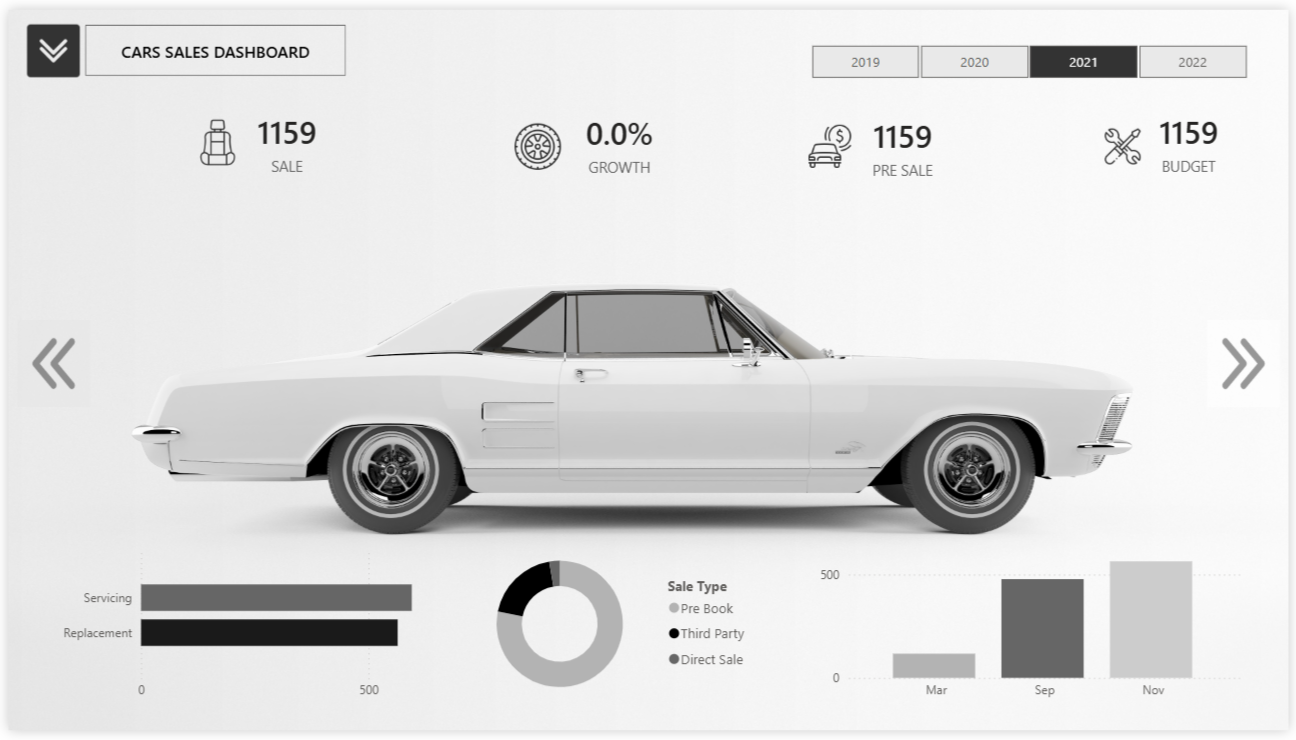 CARS SALES DASHBOARD
2019
2020
2021
2022
1159
SALE
0.0%
GROWTH
1159
PRE SALE
1159
BUDGET
Servicing
Replacement
0
500
Sale Type
Pre Book
Third Party
Direct Sale
500
0
Mar
Sep
Nov